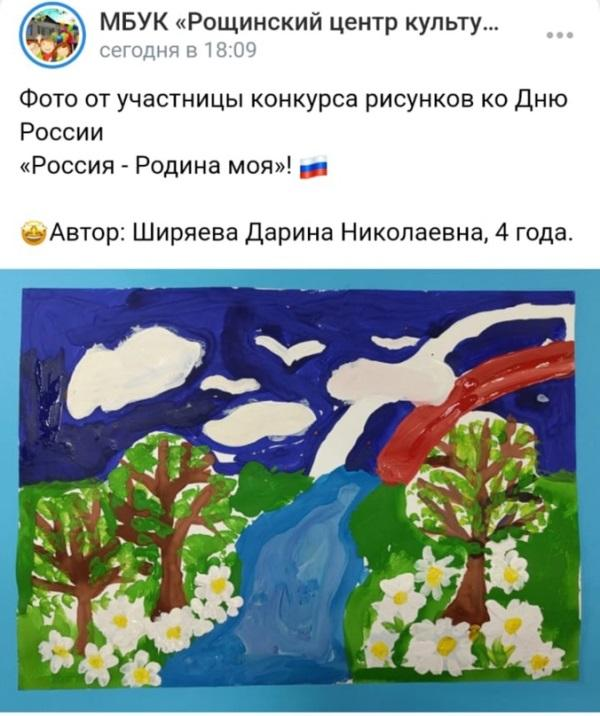 МБУК «Рощинский центр культу...
сегодня в 18:09
Фото от участницы конкурса рисунков ко Дню
России
«Россия - Родина моя»! 🇷🇺
🤩Автор: Ширяева Дарина Николаевна, 4 года.